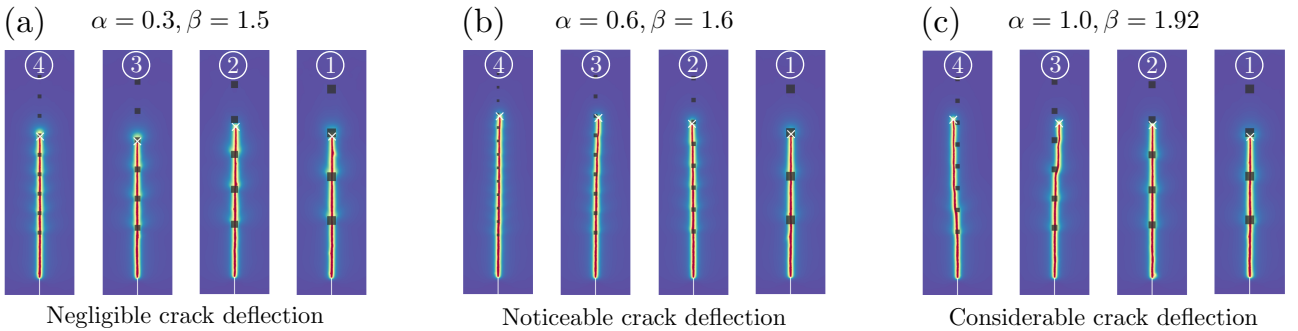 (a) α = 0.3, β = 1.5
④ ③ ② ①
Negligible crack deflection
(b) α = 0.6, β = 1.6
④ ③ ② ①
Noticeable crack deflection
(c) α = 1.0, β = 1.92
④ ③ ② ①
Considerable crack deflection